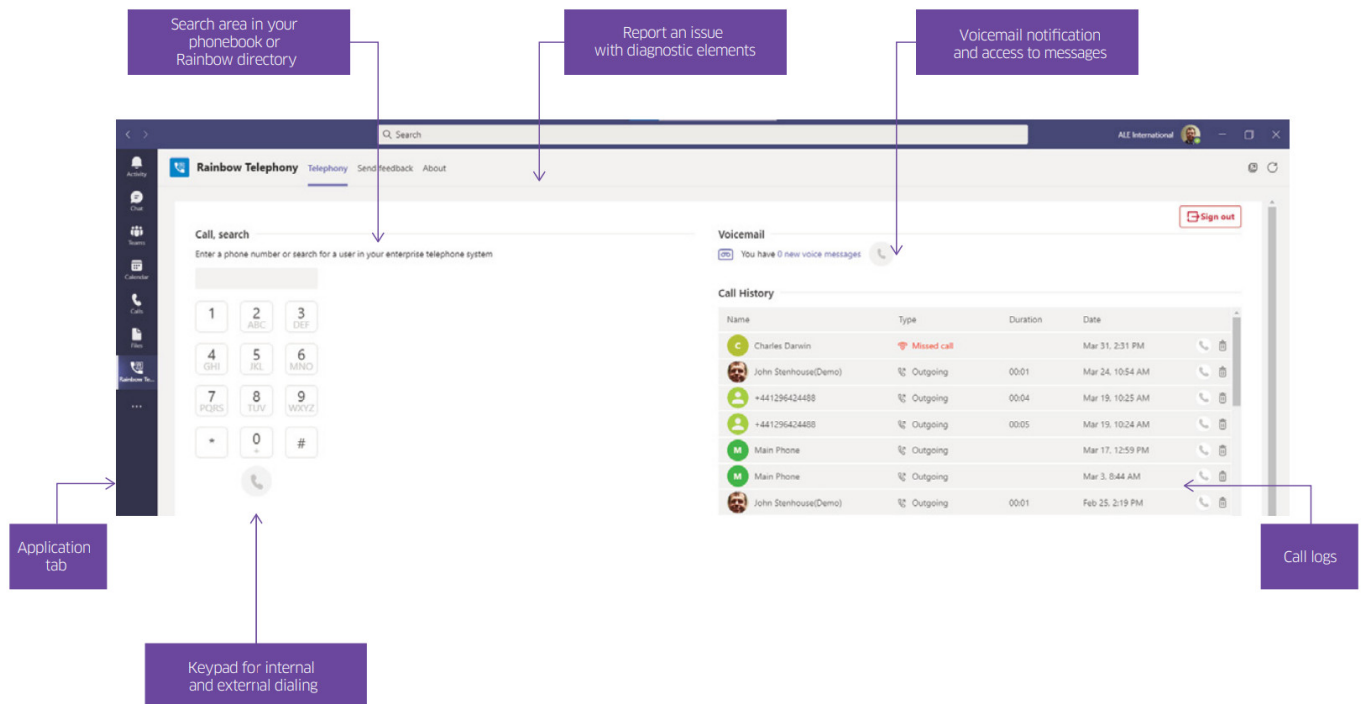 Search area in your
phonebook or
Rainbow directory
Report an issue
with diagnostic elements
Voicemail notification
and access to messages
Search
ALE International
Activity
Chat
Teams
Calendar
Calls
Files
Rainbow Te...
...
Rainbow Telephony Telephony Send feedback About
Sign out
Call, search
Enter a phone number or search for a user in your enterprise telephone system
1 2 3
ABC DEF
4 5 6
GHI JKL MNO
7 8 9
PQRS TUV WXYZ
* 0 #
+
Voicemail
You have 0 new voice messages
Call History
Name Type Duration Date
C Charles Darwin Missed call Mar 31, 2:31 PM
John Stenhouse(Demo) Outgoing 00:01 Mar 24, 10:54 AM
+441296424488 Outgoing 00:04 Mar 19, 10:25 AM
+441296424488 Outgoing 00:05 Mar 19, 10:24 AM
M Main Phone Outgoing Mar 17, 12:59 PM
M Main Phone Outgoing Mar 3, 8:44 AM
John Stenhouse(Demo) Outgoing 00:01 Feb 25, 2:19 PM
Application
tab
Call logs
Keypad for internal
and external dialing